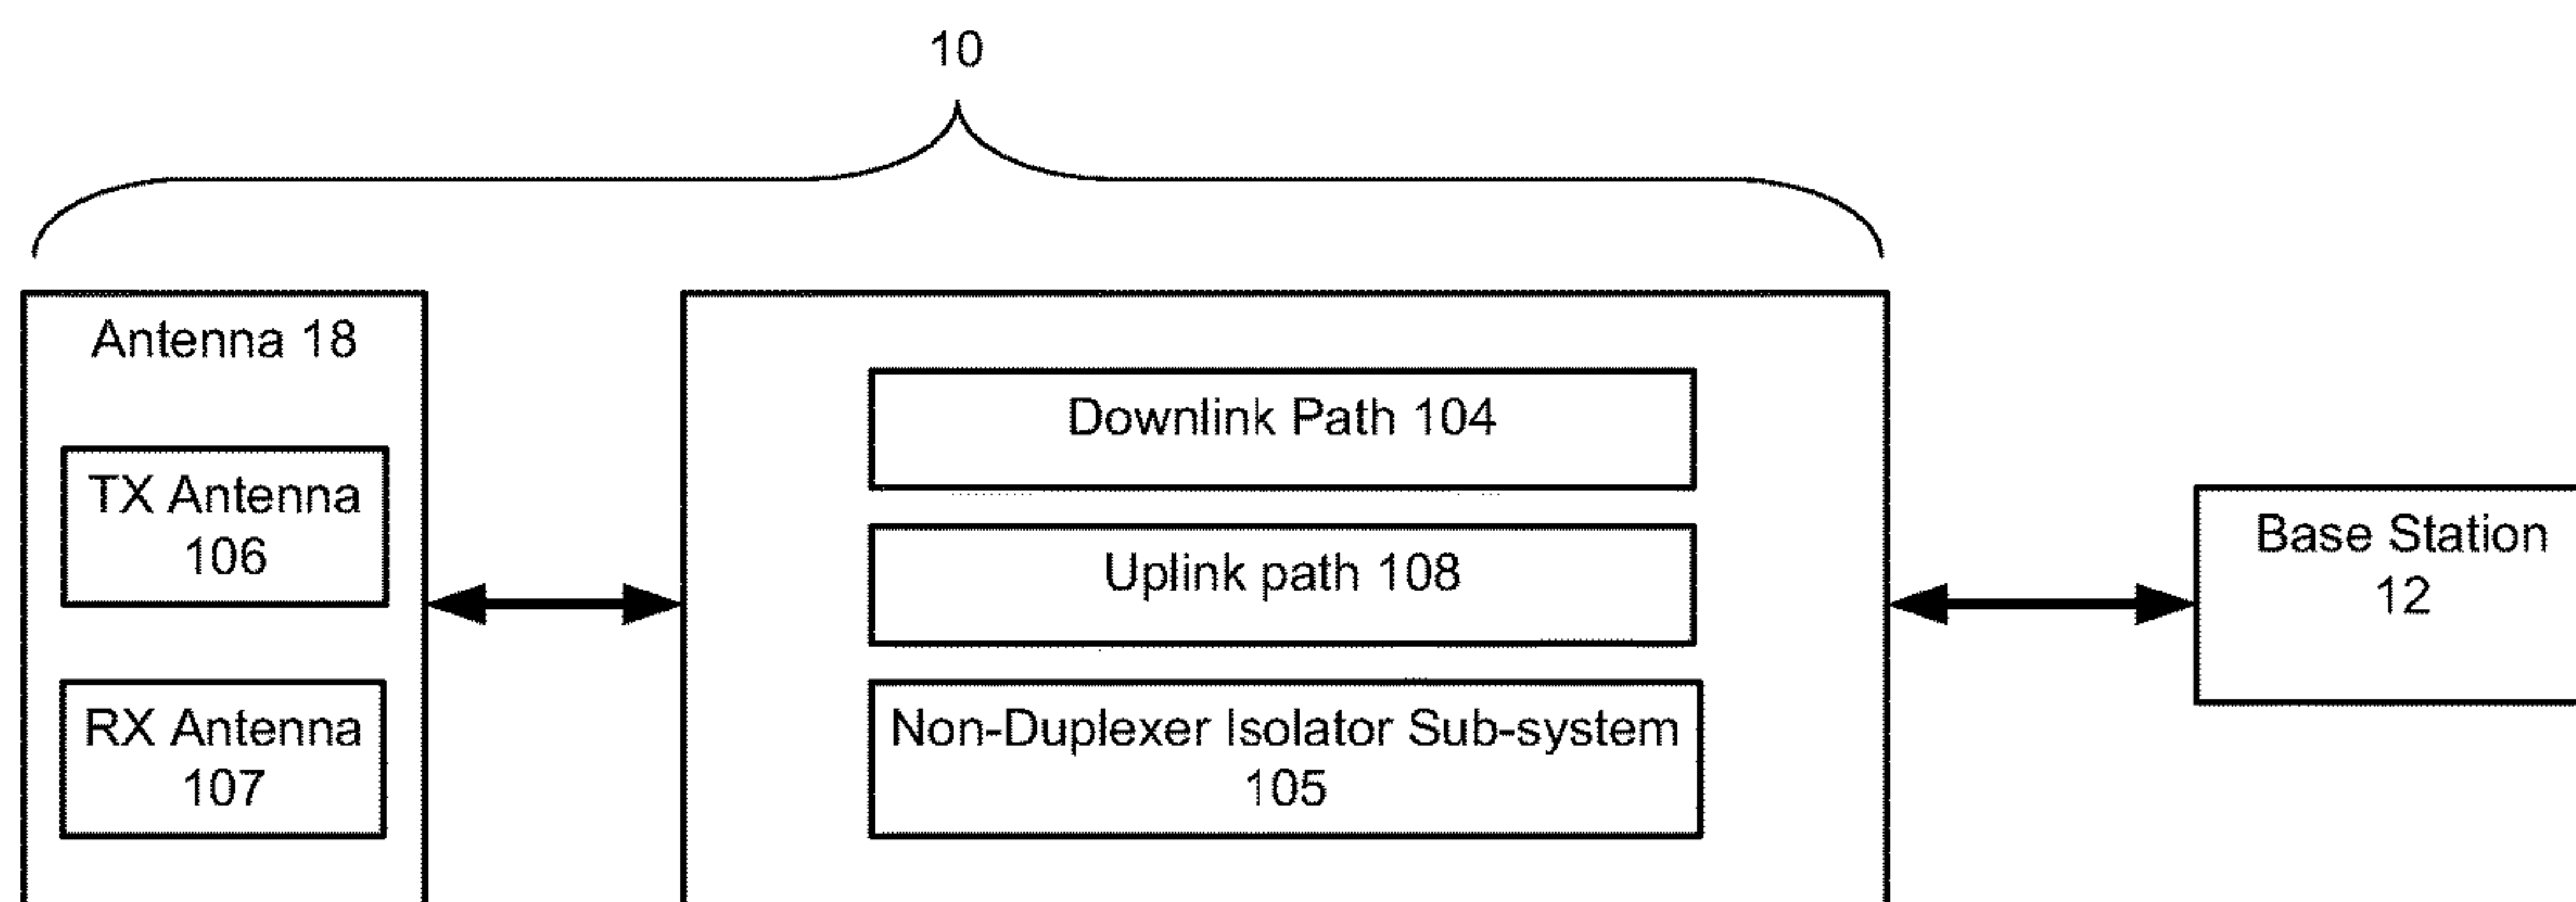 10
Antenna 18
TX Antenna
106
RX Antenna
107
Downlink Path 104
Uplink path 108
Non-Duplexer Isolator Sub-system
105
Base Station
12